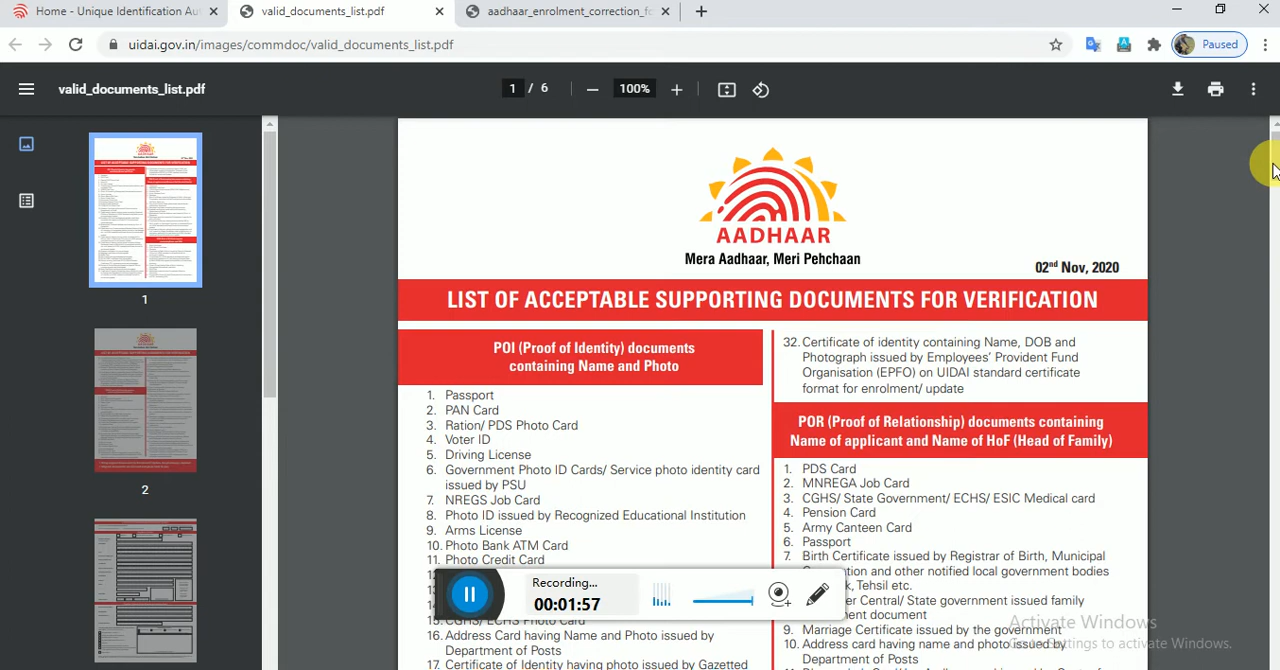 Home - Unique Identification Aut
valid_documents_list.pdf
aadhaar_enrolment_correction_fo
uidai.gov.in/images/commdoc/valid_documents_list.pdf
Paused
valid_documents_list.pdf
1 / 6
100%
1
2
AADHAAR
Mera Aadhaar, Meri Pehchaan
02nd Nov, 2020
LIST OF ACCEPTABLE SUPPORTING DOCUMENTS FOR VERIFICATION
POI (Proof of Identity) documents
containing Name and Photo
1. Passport
2. PAN Card
3. Ration/ PDS Photo Card
4. Voter ID
5. Driving License
6. Government Photo ID Cards/ Service photo identity card
issued by PSU
7. NREGS Job Card
8. Photo ID issued by Recognized Educational Institution
9. Arms License
10. Photo Bank ATM Card
11. Photo Credit Card
15. CGHS/ ECHS Photo Card
16. Address Card having Name and Photo issued by
Department of Posts
17. Certificate of Identity having photo issued by Gazetted
32. Certificate of identity containing Name, DOB and
Photograph issued by Employees' Provident Fund
Organisation (EPFO) on UIDAI standard certificate
format for enrolment/ update
POR (Proof of Relationship) documents containing
Name of applicant and Name of HoF (Head of Family)
1. PDS Card
2. MNREGA Job Card
3. CGHS/ State Government/ ECHS/ ESIC Medical card
4. Pension Card
5. Army Canteen Card
6. Passport
7. Birth Certificate issued by Registrar of Birth, Municipal
and other notified local government bodies
Tehsil etc.
Central/ State government issued family
document
9. Marriage Certificate issued by the government
10. Address card having name and photo issued by
Department of Posts
Recording...
00:01:57
Activate Windows
Go to Settings to activate Windows.